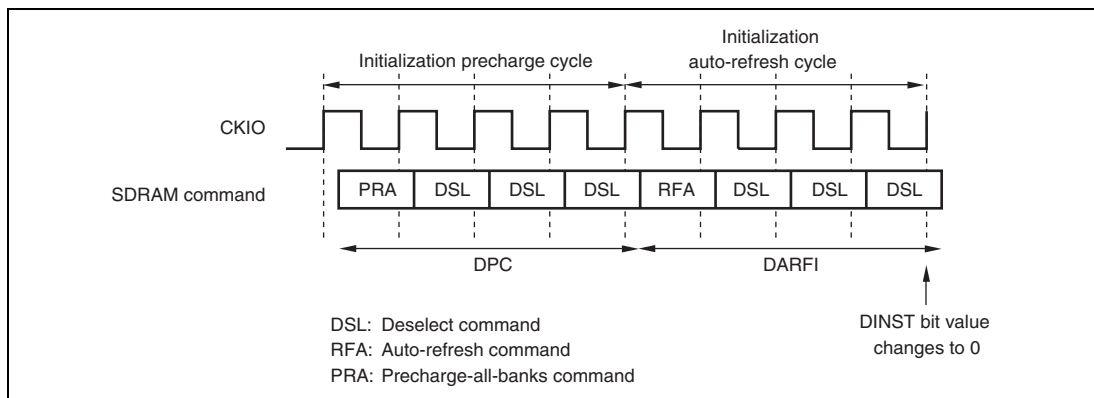 Initialization
Initialization precharge cycle
auto-refresh cycle
CKIO
SDRAM command
PRA DSL DSL DSL RFA DSL DSL DSL
DPC
DARFI
DSL: Deselect command
RFA: Auto-refresh command
PRA: Precharge-all-banks command
DINST bit value
changes to 0